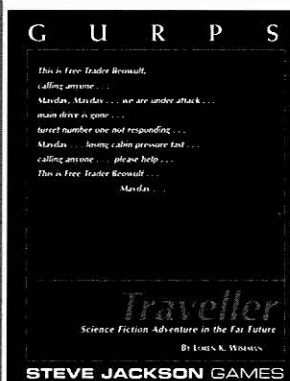 G U R P S
This is Free Trader Beowulf,
calling anyone . . .
Mayday, Mayday . . . we are under attack . . .
main drive is gone . . .
turret number one not responding . . .
Mayday . . . losing cabin pressure fast . . .
calling anyone . . . please help . . .
This is Free Trader Beowulf . . .
Mayday . . .
Traveller
Science Fiction Adventure in the Far Future
By Loren K. Wiseman
STEVE JACKSON GAMES